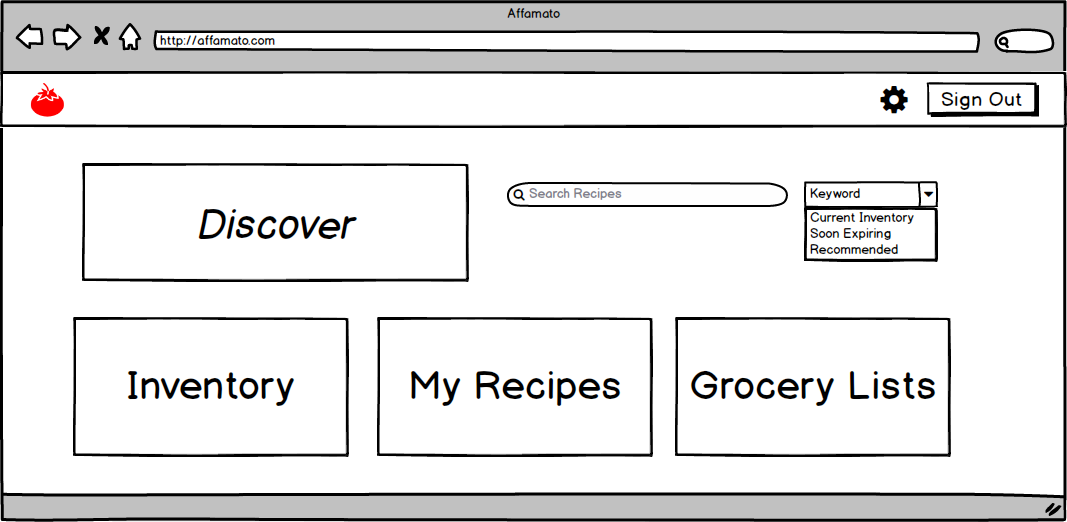 Affamato
http://affamato.com
Sign Out
Discover
Search Recipes
Keyword
Current Inventory
Soon Expiring
Recommended
Inventory
My Recipes
Grocery Lists